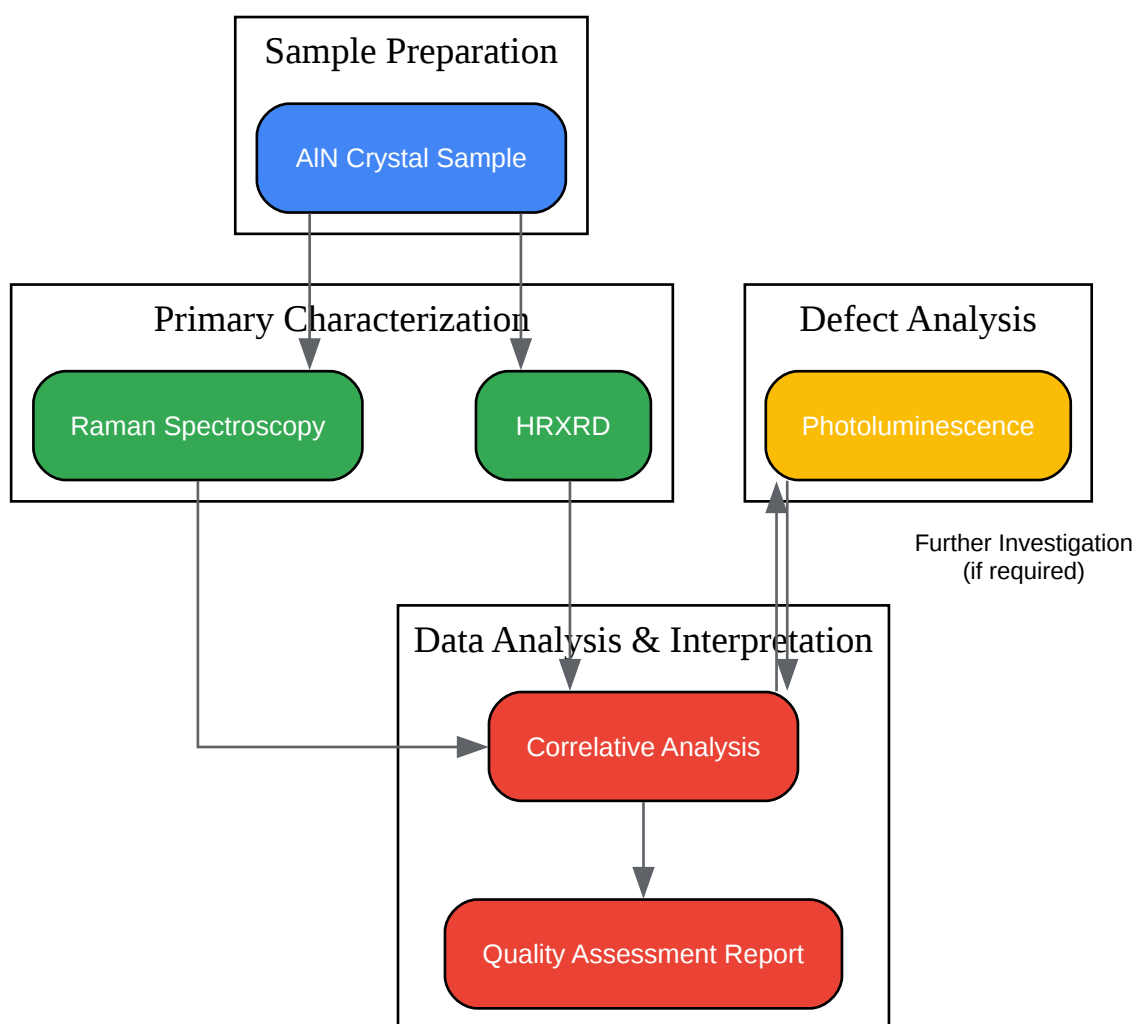 Sample Preparation
AlN Crystal Sample
Primary Characterization
Defect Analysis
Raman Spectroscopy
HRXRD
Photoluminescence
Further Investigation
(if required)
Data Analysis & Interpretation
Correlative Analysis
Quality Assessment Report